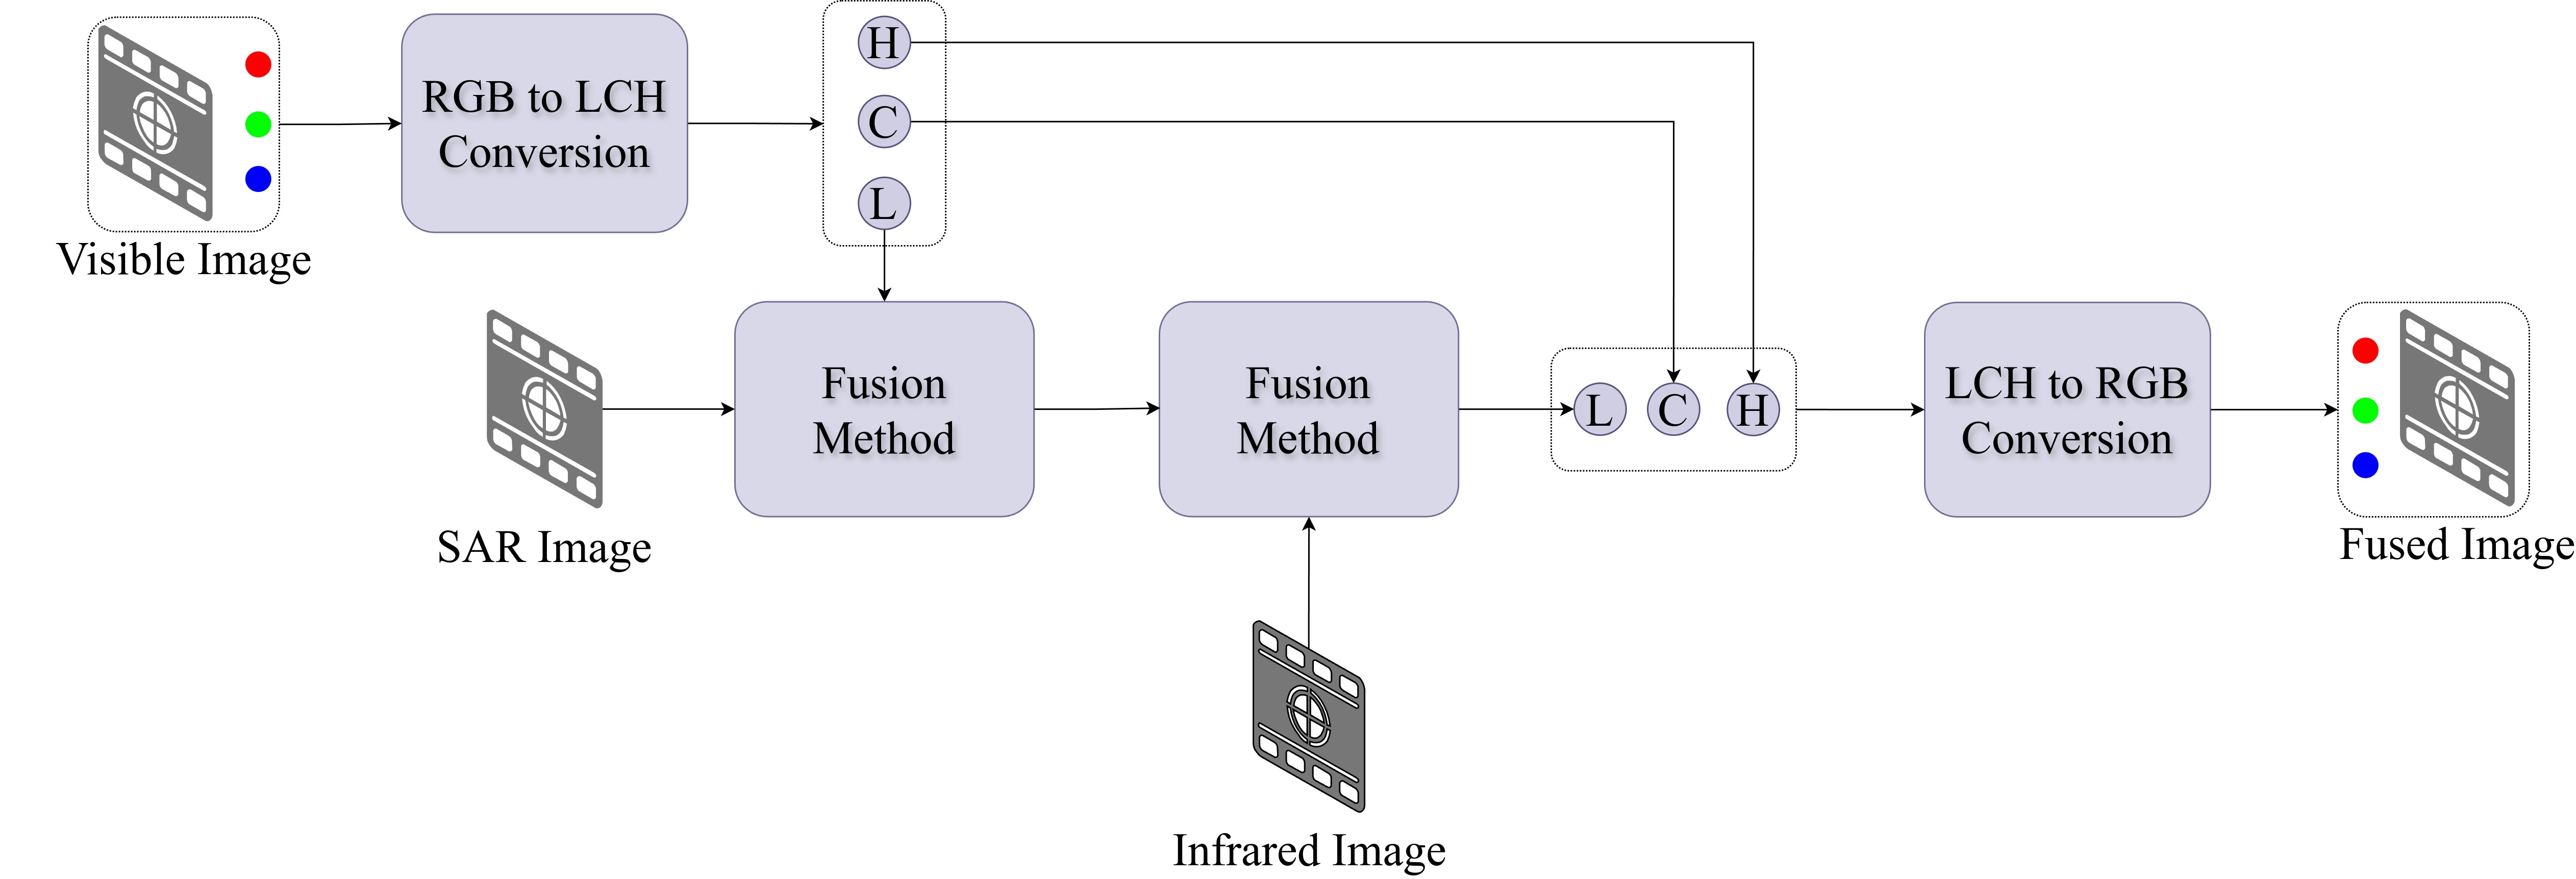 RGB to LCH
Conversion
H
C
L
Visible Image
Fusion
Method
Fusion
Method
L C H
LCH to RGB
Conversion
SAR Image
Fused Image
Infrared Image